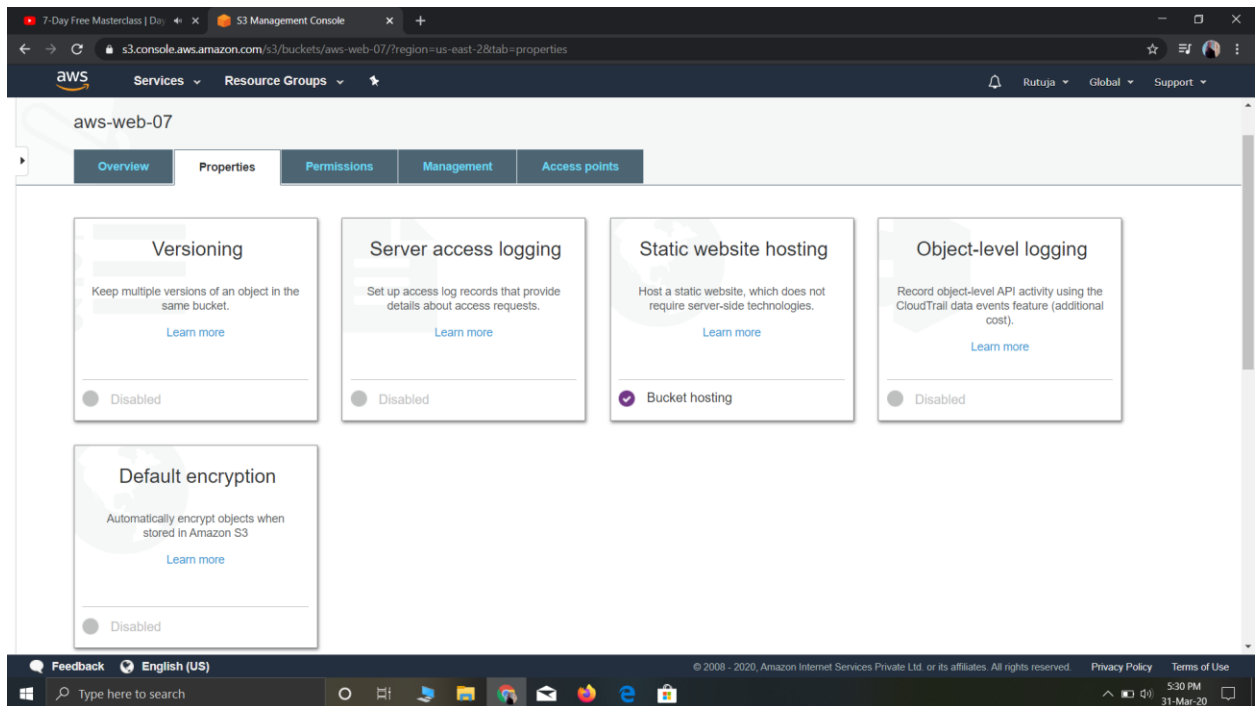 7-Day Free Masterclass | Day
S3 Management Console
s3.console.aws.amazon.com/s3/buckets/aws-web-07/?region=us-east-2&tab=properties
aws
Services
Resource Groups
Rutuja
Global
Support
aws-web-07
Overview
Properties
Permissions
Management
Access points
Versioning
Keep multiple versions of an object in the
same bucket.
Learn more
Disabled
Server access logging
Set up access log records that provide
details about access requests.
Learn more
Disabled
Static website hosting
Host a static website, which does not
require server-side technologies.
Learn more
Bucket hosting
Object-level logging
Record object-level API activity using the
CloudTrail data events feature (additional
cost).
Learn more
Disabled
Default encryption
Automatically encrypt objects when
stored in Amazon S3
Learn more
Disabled
Feedback
English (US)
© 2008 - 2020, Amazon Internet Services Private Ltd. or its affiliates. All rights reserved.
Privacy Policy
Terms of Use
Type here to search
5:30 PM
31-Mar-20